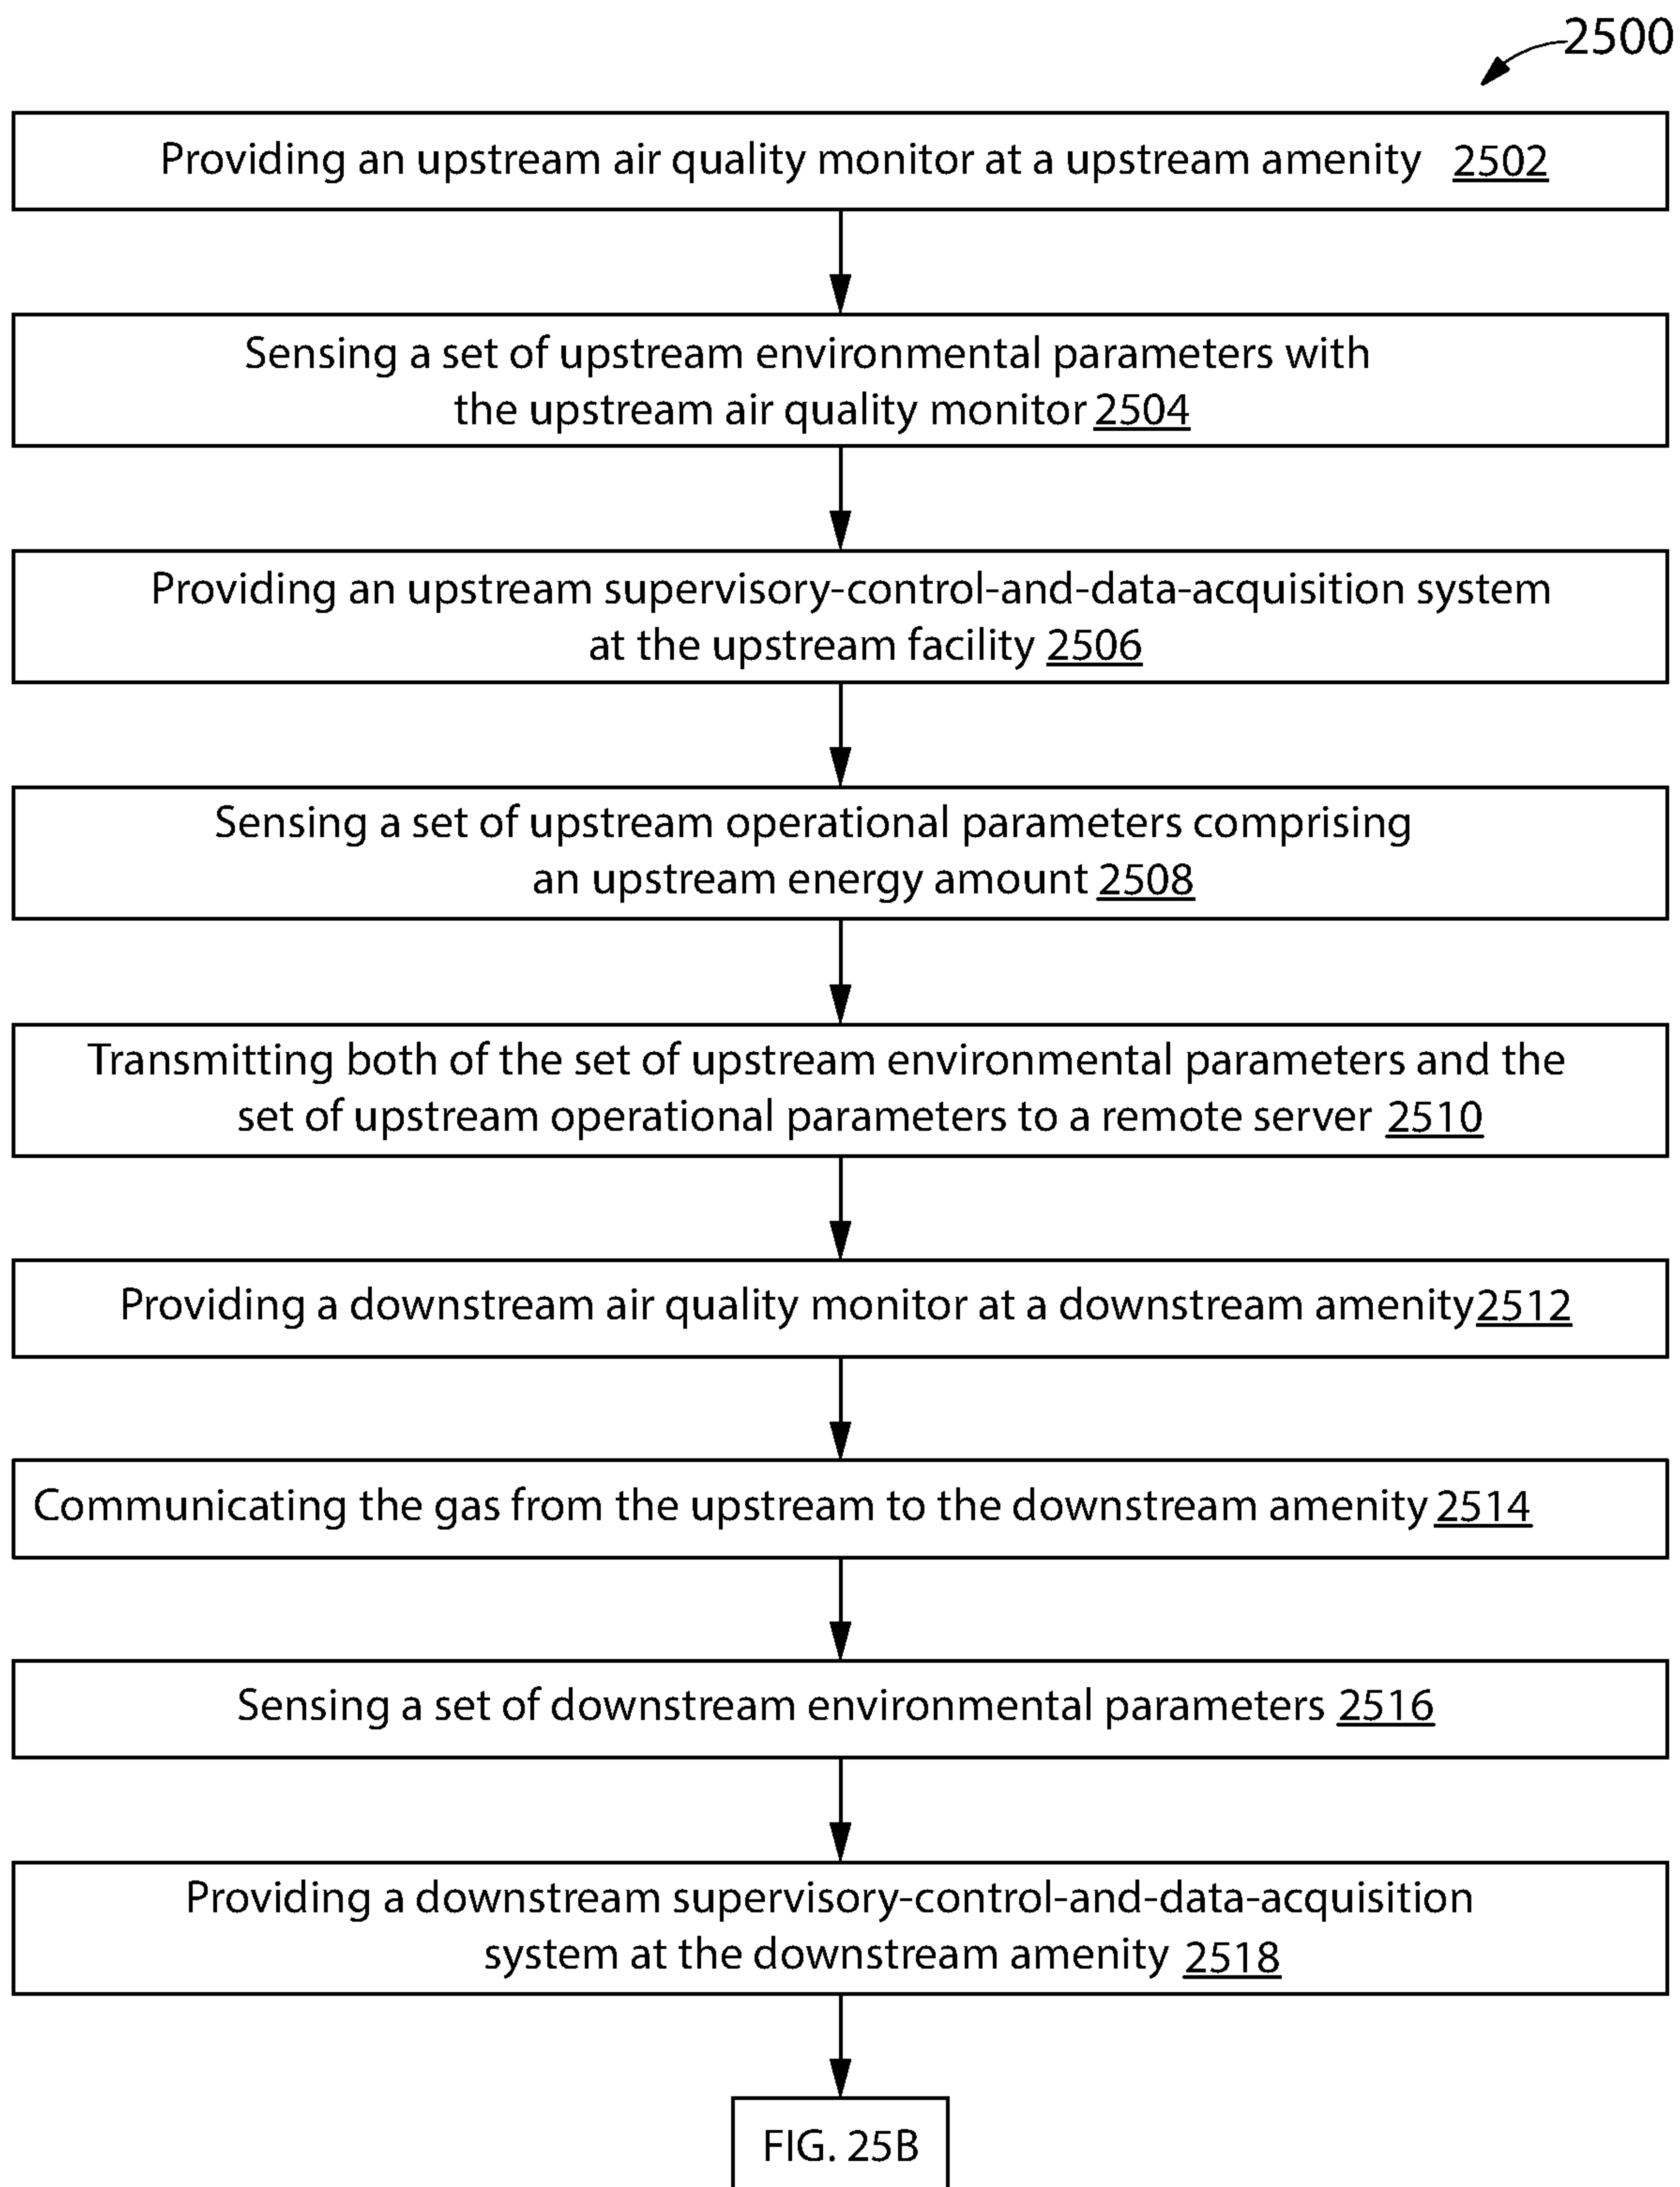 2500
Providing an upstream air quality monitor at a upstream amenity 2502
Sensing a set of upstream environmental parameters with
the upstream air quality monitor 2504
Providing an upstream supervisory-control-and-data-acquisition system
at the upstream facility 2506
Sensing a set of upstream operational parameters comprising
an upstream energy amount 2508
Transmitting both of the set of upstream environmental parameters and the
set of upstream operational parameters to a remote server 2510
Providing a downstream air quality monitor at a downstream amenity 2512
Communicating the gas from the upstream to the downstream amenity 2514
Sensing a set of downstream environmental parameters 2516
Providing a downstream supervisory-control-and-data-acquisition
system at the downstream amenity 2518
FIG. 25B